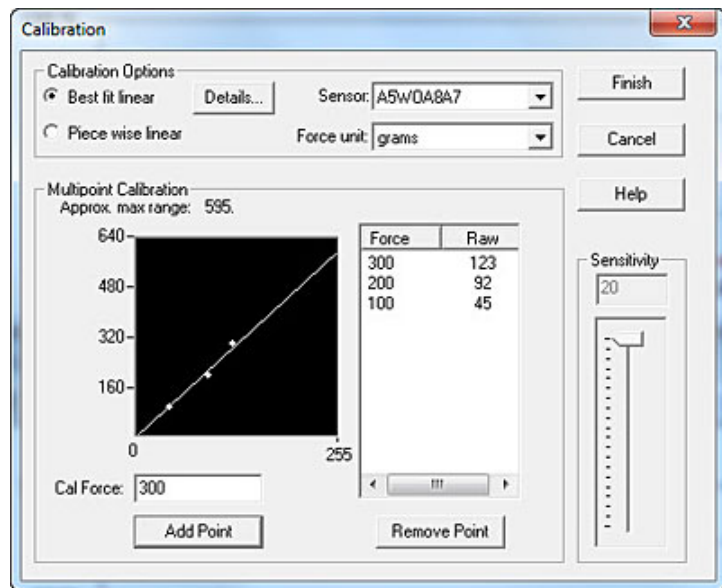 Calibration
Calibration Options
Best fit linear
Details...
Sensor: A5W0A8A7
Piece wise linear
Force unit: grams
Finish
Cancel
Help
Multipoint Calibration
Approx. max range: 595.
640
480
320
160
0
255
Force Raw
300 123
200 92
100 45
Cal Force: 300
Add Point
Remove Point
Sensitivity
20